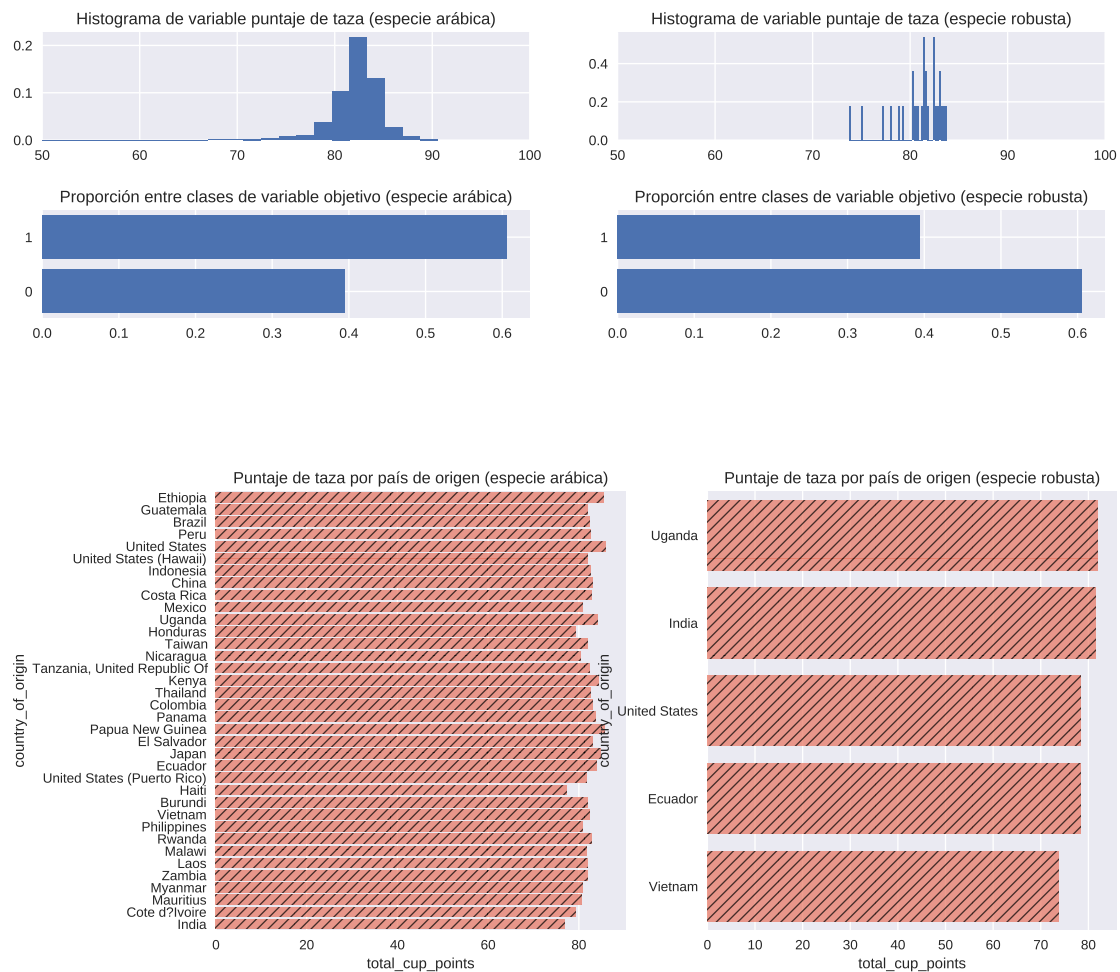 Histograma de variable puntaje de taza (especie arábica)
0.2
0.1
0.0
50 60 70 80 90 100
Histograma de variable puntaje de taza (especie robusta)
0.4
0.2
0.0
50 60 70 80 90 100
Proporción entre clases de variable objetivo (especie arábica)
1
0
0.0 0.1 0.2 0.3 0.4 0.5 0.6
Proporción entre clases de variable objetivo (especie robusta)
1
0
0.0 0.1 0.2 0.3 0.4 0.5 0.6
Puntaje de taza por país de origen (especie arábica)
country_of_origin
Ethiopia
Guatemala
Brazil
Peru
United States
United States (Hawaii)
Indonesia
China
Costa Rica
Mexico
Uganda
Honduras
Taiwan
Nicaragua
Tanzania, United Republic Of
Kenya
Thailand
Colombia
Panama
Papua New Guinea
El Salvador
Japan
Ecuador
United States (Puerto Rico)
Haiti
Burundi
Vietnam
Philippines
Rwanda
Malawi
Laos
Zambia
Myanmar
Mauritius
Cote d?Ivoire
India
0 20 40 60 80
total_cup_points
Puntaje de taza por país de origen (especie robusta)
country_of_origin
Uganda
India
United States
Ecuador
Vietnam
0 10 20 30 40 50 60 70 80
total_cup_points